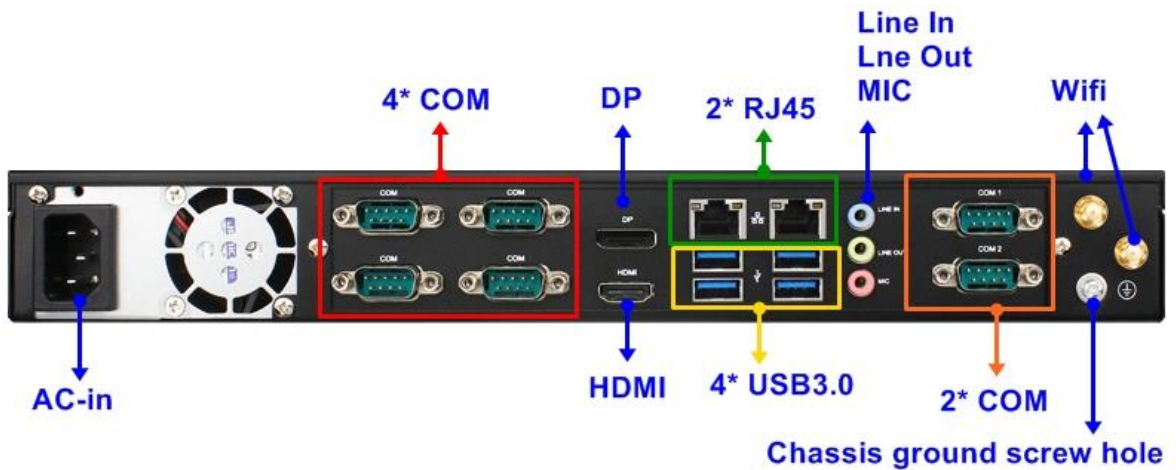 Line In
Lne Out
MIC
4* COM
DP
2* RJ45
Wifi
COM
COM
COM 1
DP
LINE IN
LINE OUT
COM
COM
HDMI
COM 2
MIC
AC-in
HDMI
4* USB3.0
2* COM
Chassis ground screw hole